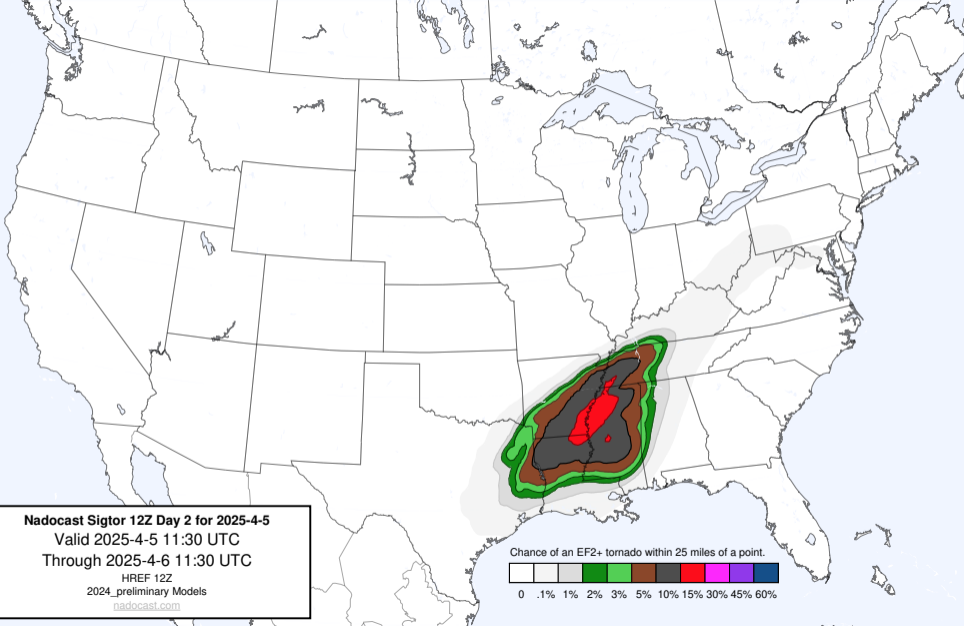 Nadocast Sigtor 12Z Day 2 for 2025-4-5
Valid 2025-4-5 11:30 UTC
Through 2025-4-6 11:30 UTC
HREF 12Z
2024_preliminary Models
nadocast.com
Chance of an EF2+ tornado within 25 miles of a point.
0 .1% 1% 2% 3% 5% 10% 15% 30% 45% 60%